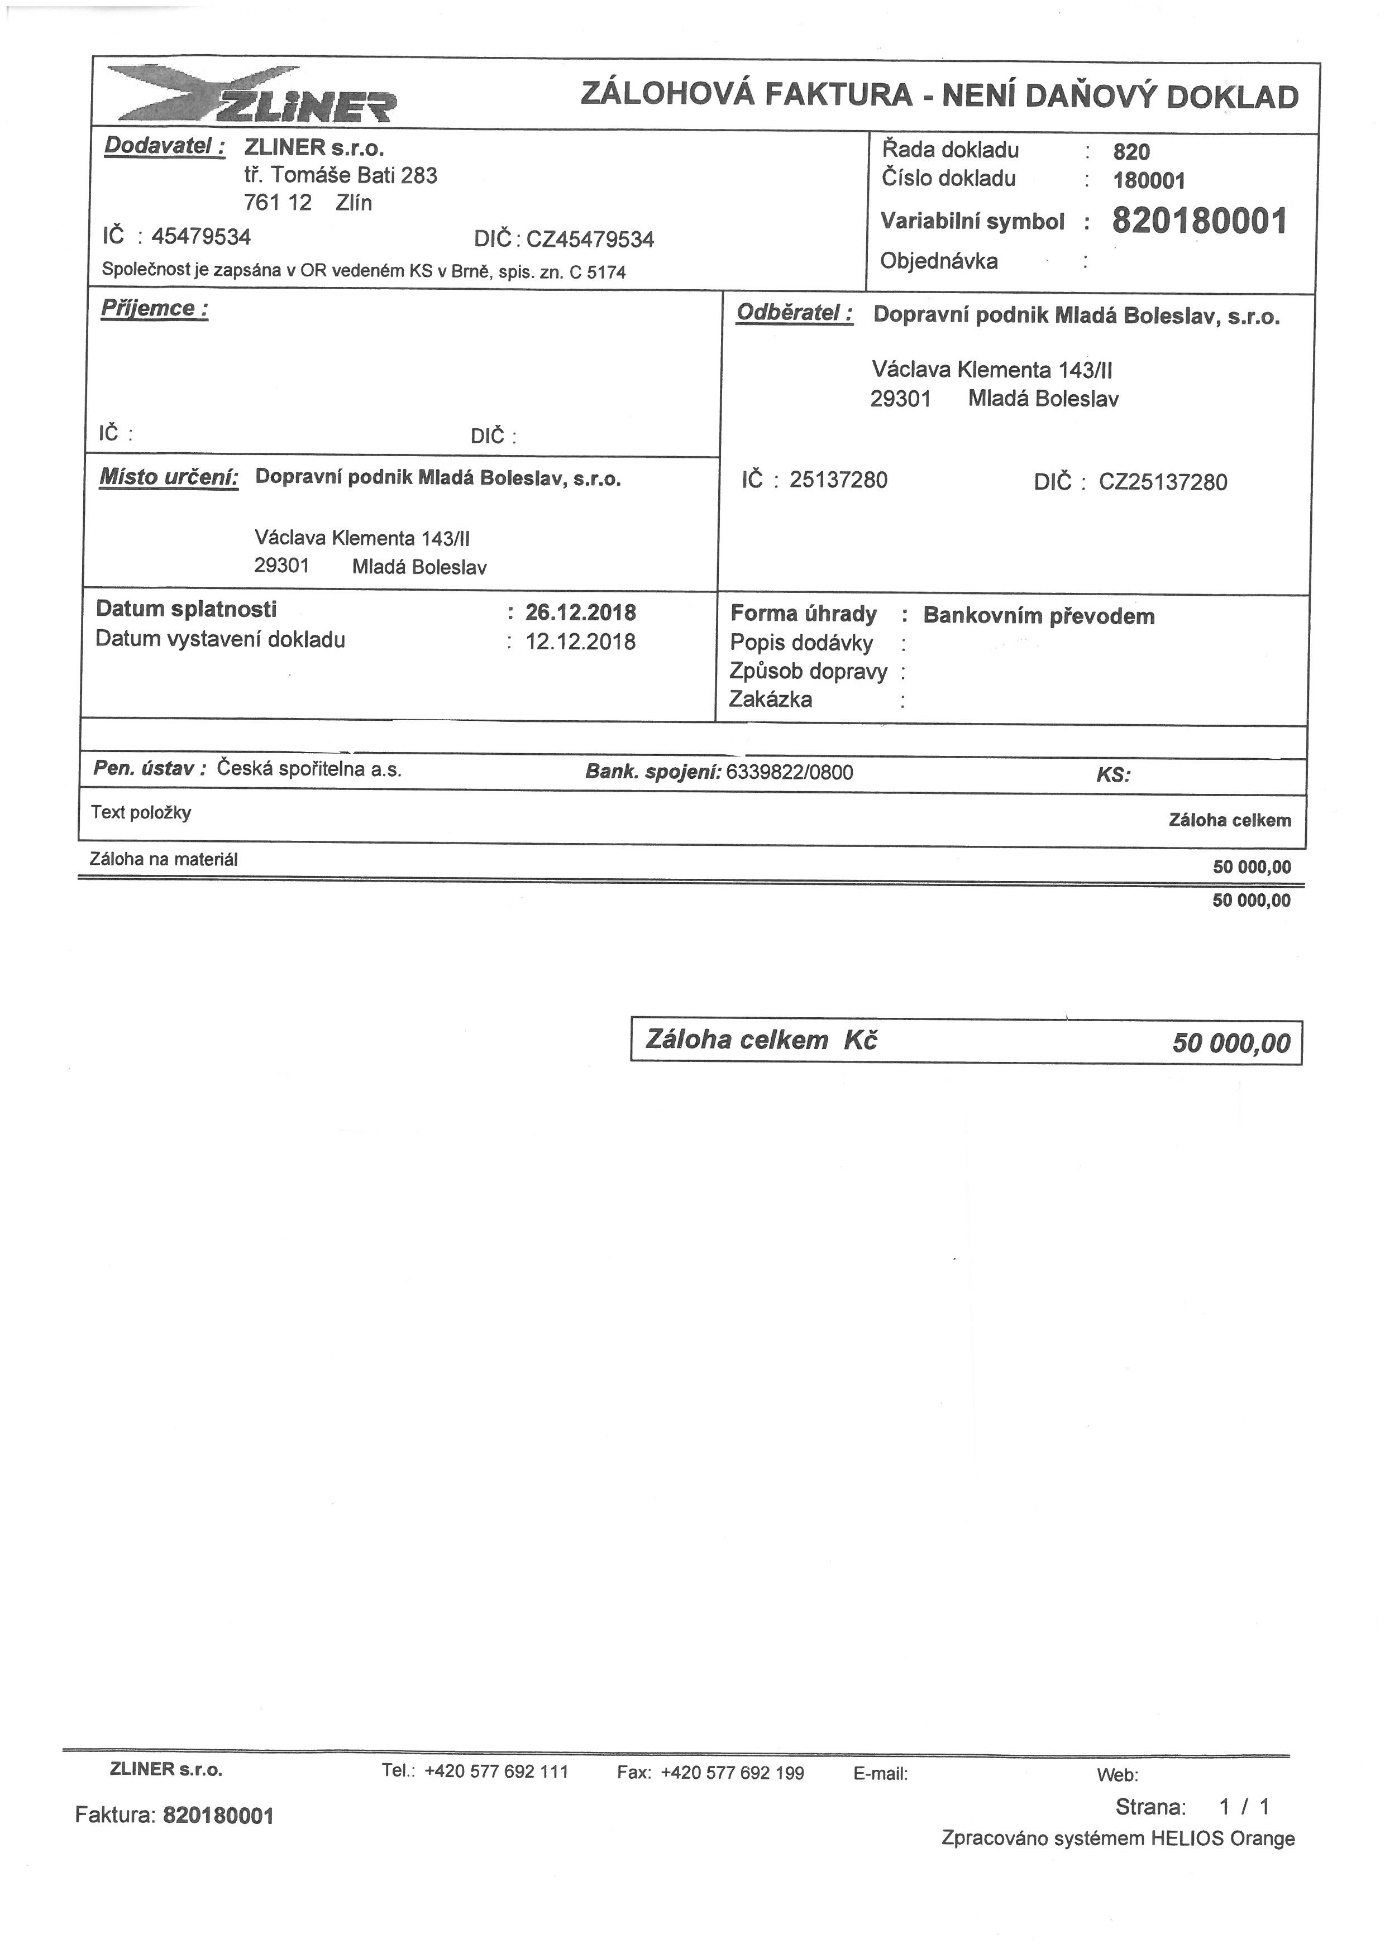 ZLINER
ZÁLOHOVÁ FAKTURA - NENÍ DAŇOVÝ DOKLAD
Dodavatel : ZLINER s.r.o.
tř. Tomáše Bati 283
761 12 Zlín
IČ : 45479534 DIČ : CZ45479534
Společnost je zapsána v OR vedeném KS v Brně, spis. zn. C 5174
Řada dokladu : 820
Číslo dokladu : 180001
Variabilní symbol : 820180001
Objednávka :
Příjemce :
IČ : DIČ :
Odběratel : Dopravní podnik Mladá Boleslav, s.r.o.
Václava Klementa 143/II
29301 Mladá Boleslav
IČ : 25137280 DIČ : CZ25137280
Místo určení: Dopravní podnik Mladá Boleslav, s.r.o.
Václava Klementa 143/II
29301 Mladá Boleslav
Datum splatnosti : 26.12.2018
Datum vystavení dokladu : 12.12.2018
Forma úhrady : Bankovním převodem
Popis dodávky :
Způsob dopravy :
Zakázka :
Pen. ústav : Česká spořitelna a.s. Bank. spojení: 6339822/0800 KS:
Text položky Záloha celkem
Záloha na materiál 50 000,00
50 000,00
Záloha celkem Kč 50 000,00
ZLINER s.r.o. Tel.: +420 577 692 111 Fax: +420 577 692 199 E-mail: Web:
Faktura: 820180001 Strana: 1 / 1
Zpracováno systémem HELIOS Orange